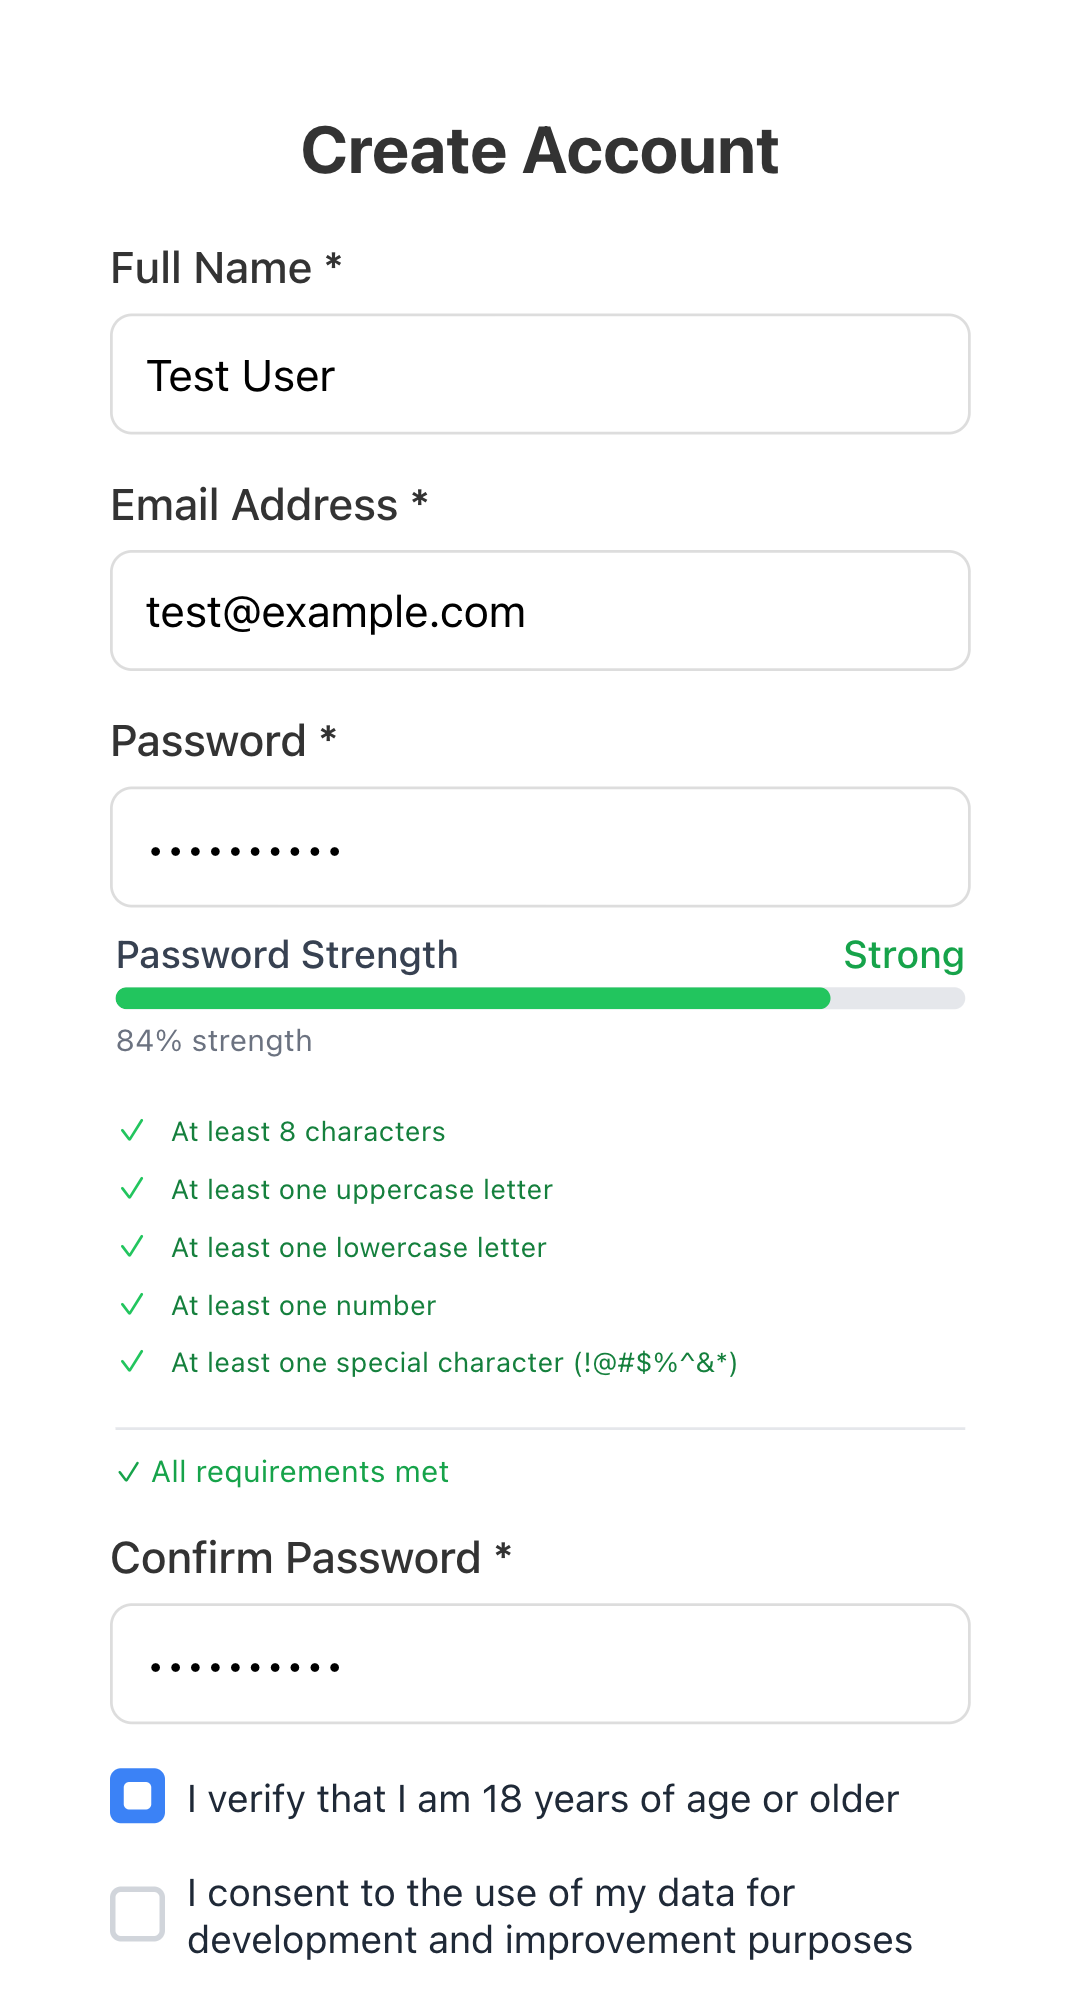 Create Account
Full Name *
Test User
Email Address *
test@example.com
Password *
••••••••••
Password Strength
Strong
84% strength
✓ At least 8 characters
✓ At least one uppercase letter
✓ At least one lowercase letter
✓ At least one number
✓ At least one special character (!@#$%^&*)
✓ All requirements met
Confirm Password *
••••••••••
I verify that I am 18 years of age or older
I consent to the use of my data for
development and improvement purposes